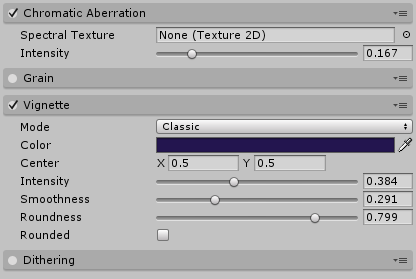 Chromatic Aberration
Spectral Texture None (Texture 2D)
Intensity 0.167
Grain
Vignette
Mode Classic
Color
Center X 0.5 Y 0.5
Intensity 0.384
Smoothness 0.291
Roundness 0.799
Rounded
Dithering